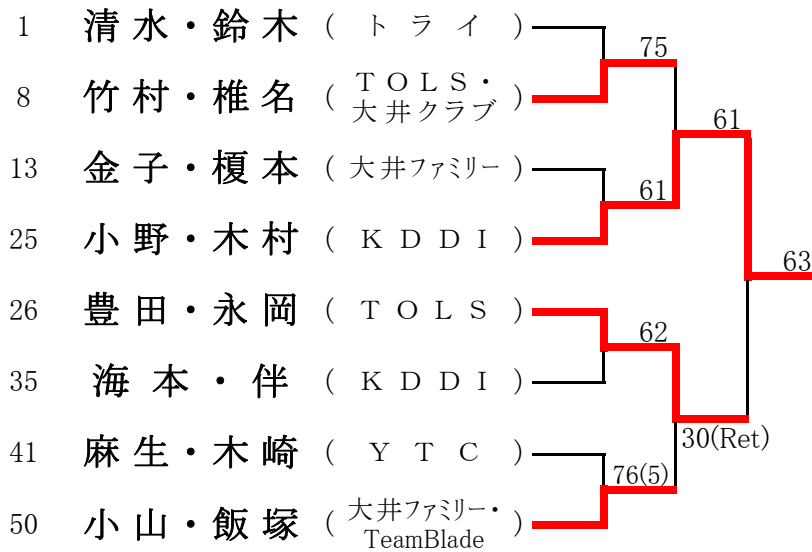 1 清水・鈴木 ( トライ )
75
8 竹村・椎名 ( TOLS・
大井クラブ )
61
13 金子・榎本 ( 大井ファミリー )
61
25 小野・木村 ( KDDI )
63
26 豊田・永岡 ( TOLS )
62
35 海本・伴 ( KDDI )
30(Ret)
41 麻生・木崎 ( YTC )
76(5)
50 小山・飯塚 ( 大井ファミリー・
TeamBlade )